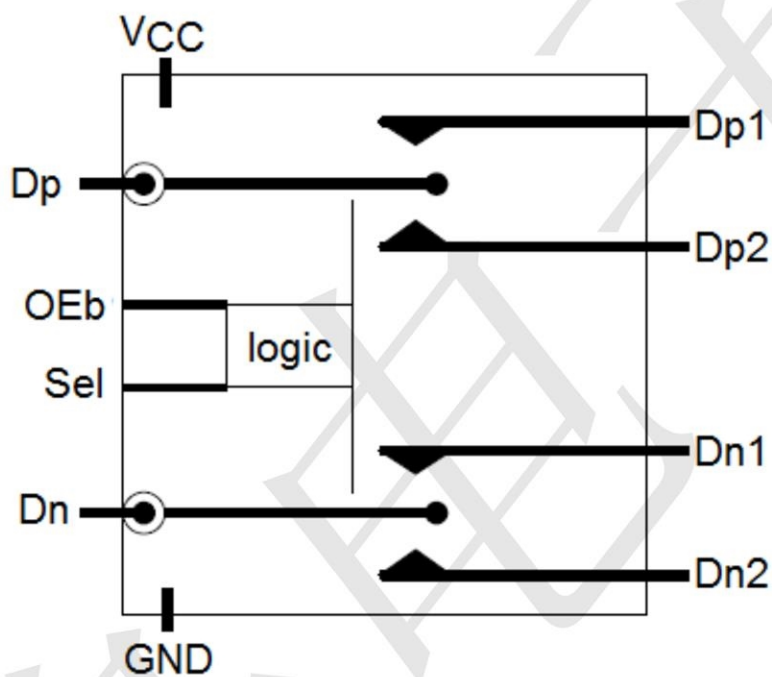 VCC
Dp1
Dp
Dp2
OEb
logic
Sel
Dn1
Dn
Dn2
GND